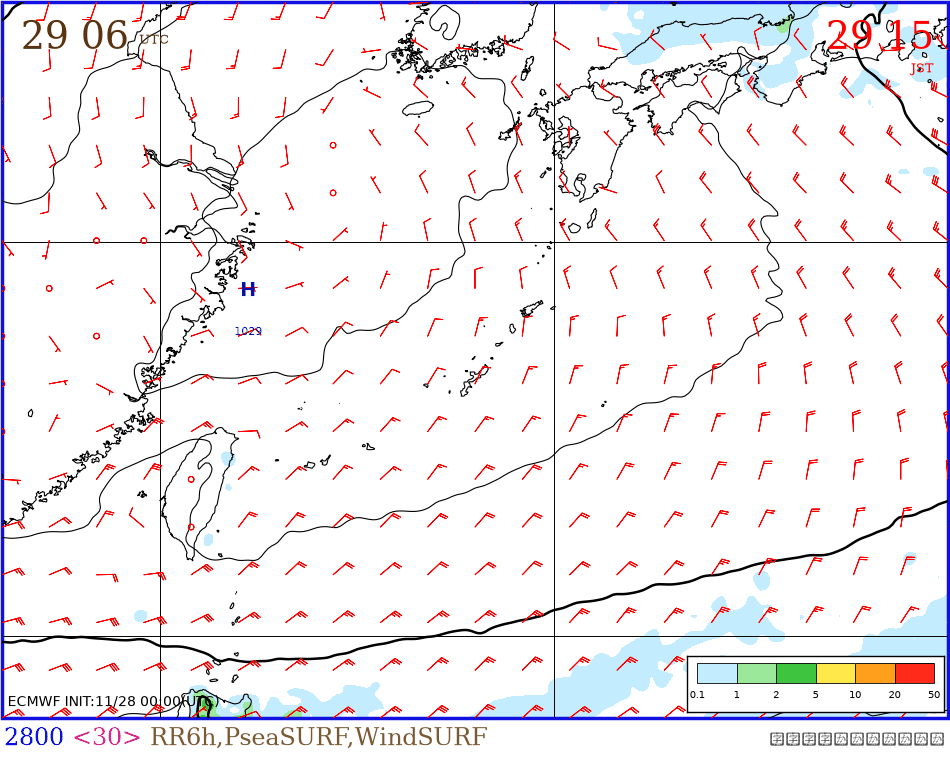 29 06 UTC
29 15
JST
H
1029
0.1 1 2 5 10 20 50
ECMWF INIT:11/28 00:00(UTC)
2800 <30> RR6h,PseaSURF,WindSURF